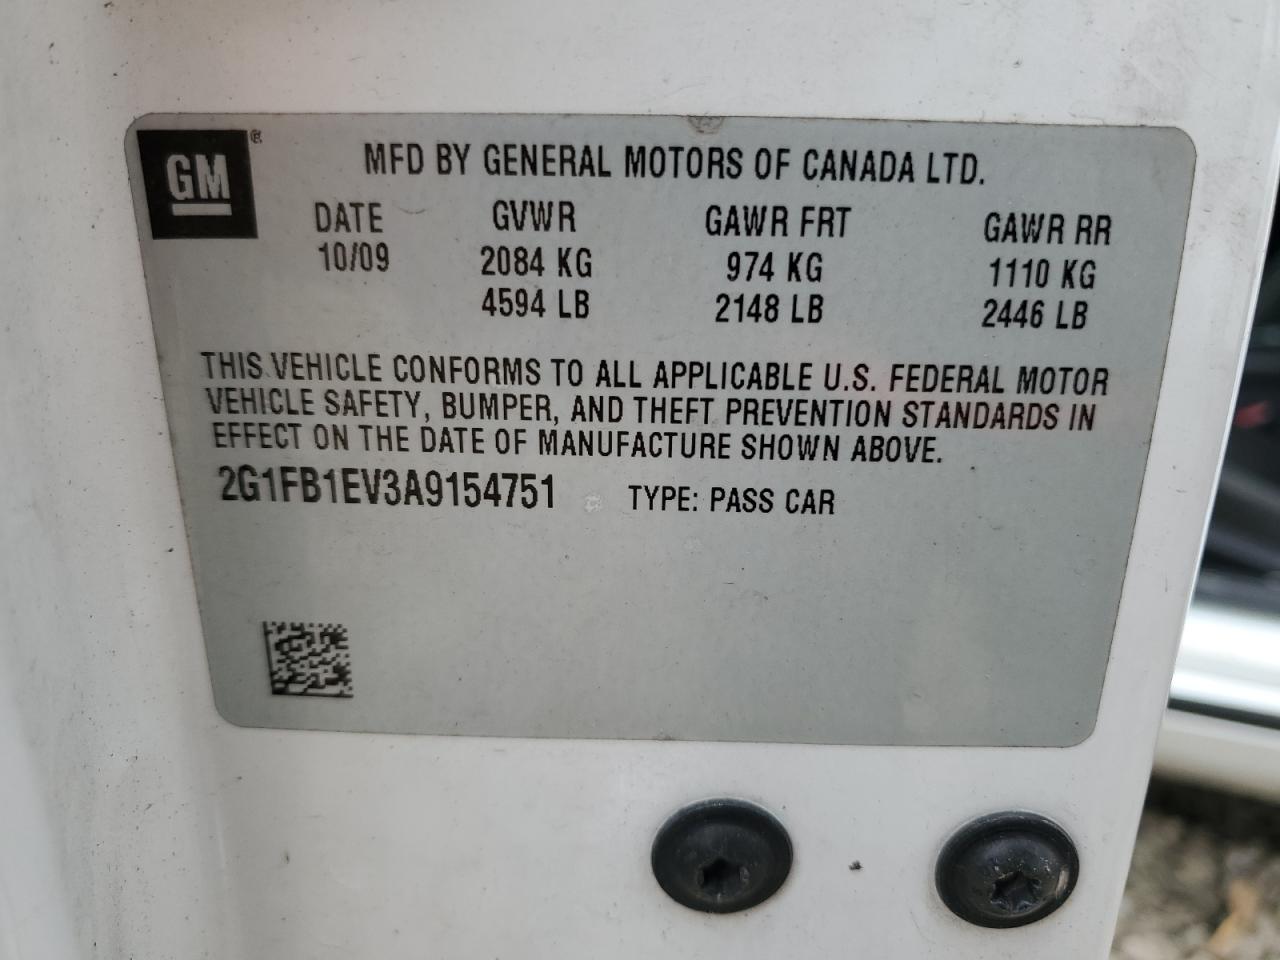 GM ®
MFD BY GENERAL MOTORS OF CANADA LTD.
DATE GVWR GAWR FRT GAWR RR
10/09 2084 KG 974 KG 1110 KG
4594 LB 2148 LB 2446 LB
THIS VEHICLE CONFORMS TO ALL APPLICABLE U.S. FEDERAL MOTOR
VEHICLE SAFETY, BUMPER, AND THEFT PREVENTION STANDARDS IN
EFFECT ON THE DATE OF MANUFACTURE SHOWN ABOVE.
2G1FB1EV3A9154751 TYPE: PASS CAR